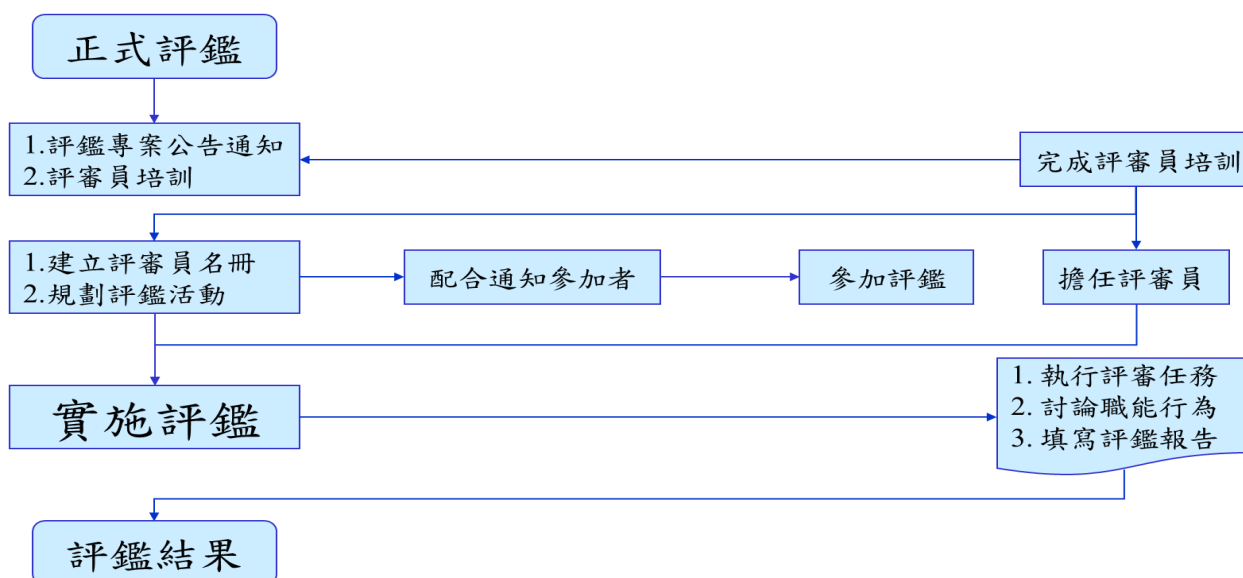 正式評鑑
1.評鑑專案公告通知
2.評審員培訓
完成評審員培訓
1.建立評審員名冊
2.規劃評鑑活動
配合通知參加者
參加評鑑
擔任評審員
實施評鑑
1. 執行評審任務
2. 討論職能行為
3. 填寫評鑑報告
評鑑結果